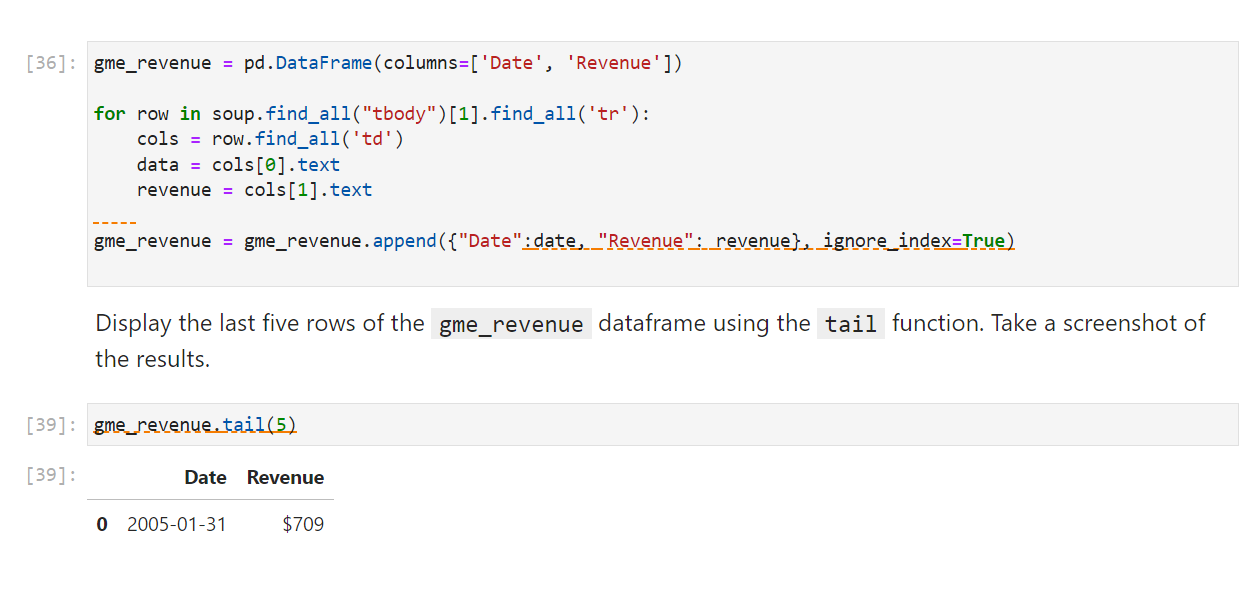 [36]: gme_revenue = pd.DataFrame(columns=['Date', 'Revenue'])
for row in soup.find_all("tbody")[1].find_all('tr'):
    cols = row.find_all('td')
    data = cols[0].text
    revenue = cols[1].text
gme_revenue = gme_revenue.append({"Date":date, "Revenue": revenue}, ignore_index=True)
Display the last five rows of the gme_revenue dataframe using the tail function. Take a screenshot of
the results.
[39]: gme_revenue.tail(5)
[39]: Date Revenue
0 2005-01-31 $709